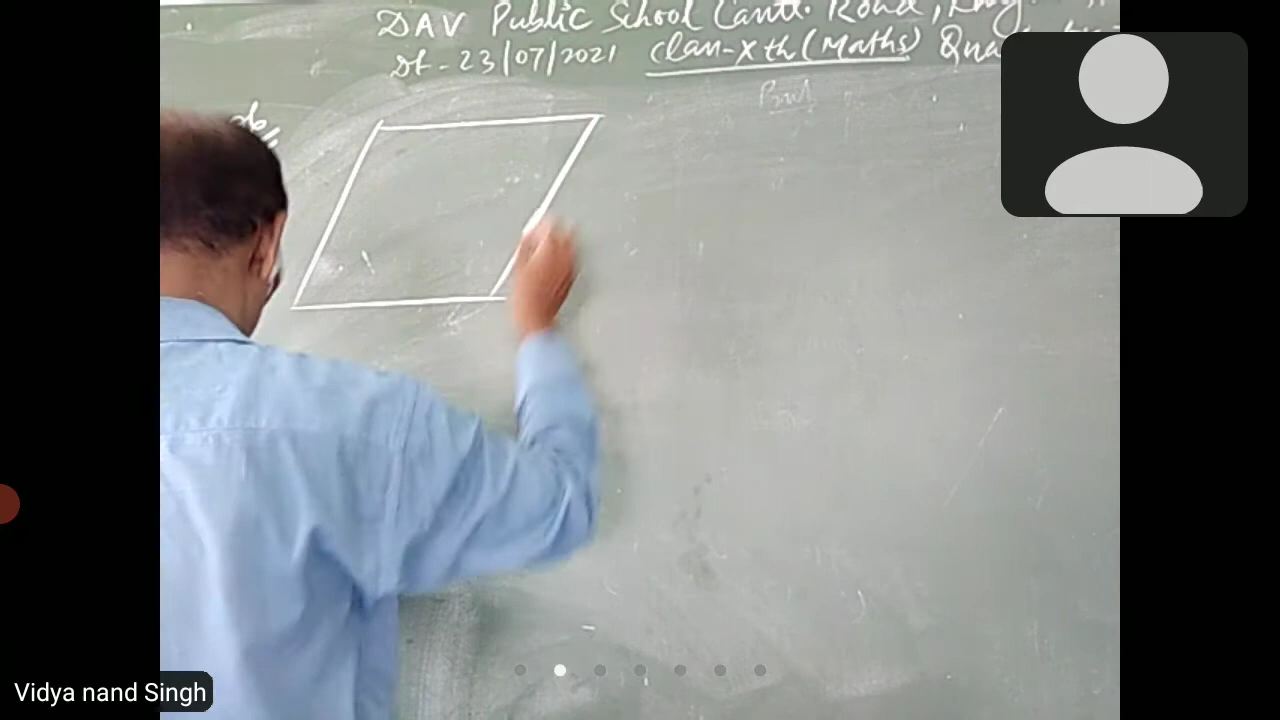 DAV Public School Cantt. Road,
Dt - 23/07/2021 Class-Xth (Maths)
Vidya nand Singh